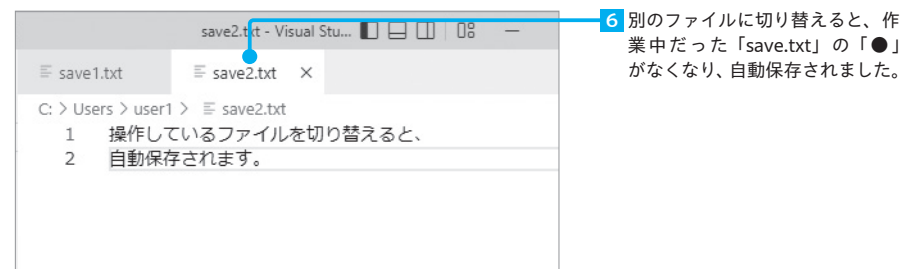 save2.txt - Visual Stu...
save1.txt
save2.txt
C: > Users > user1 > save2.txt
1 操作しているファイルを切り替えると、
2 自動保存されます。
6 別のファイルに切り替えると、作
業中だった「save.txt」の「●」
がなくなり、自動保存されました。